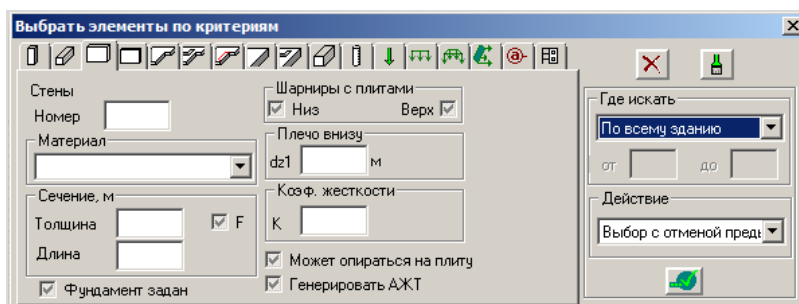 Выбрать элементы по критериям
Стены
Номер
Материал
Сечение, м
Толщина
F
Длина
Фундамент задан
Шарниры с плитами
Низ
Верх
Плечо внизу
dz1
м
Коэф. жесткости
К
Может опираться на плиту
Генерировать АЖТ
Где искать
По всему зданию
от
до
Действие
Выбор с отменой преды